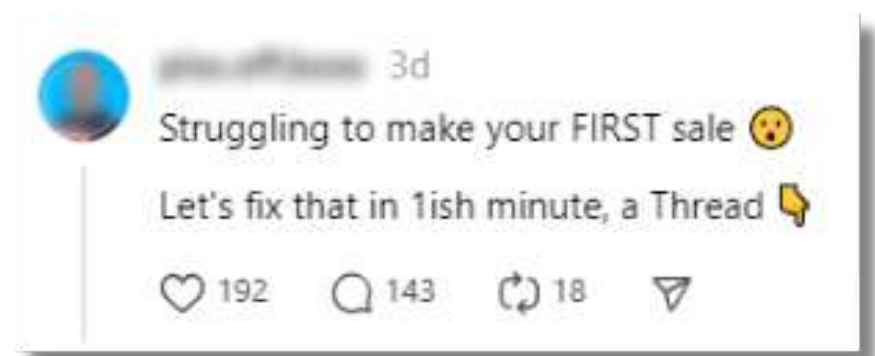 3d
Struggling to make your FIRST sale 😮
Let's fix that in 1ish minute, a Thread 👇
192 143 18